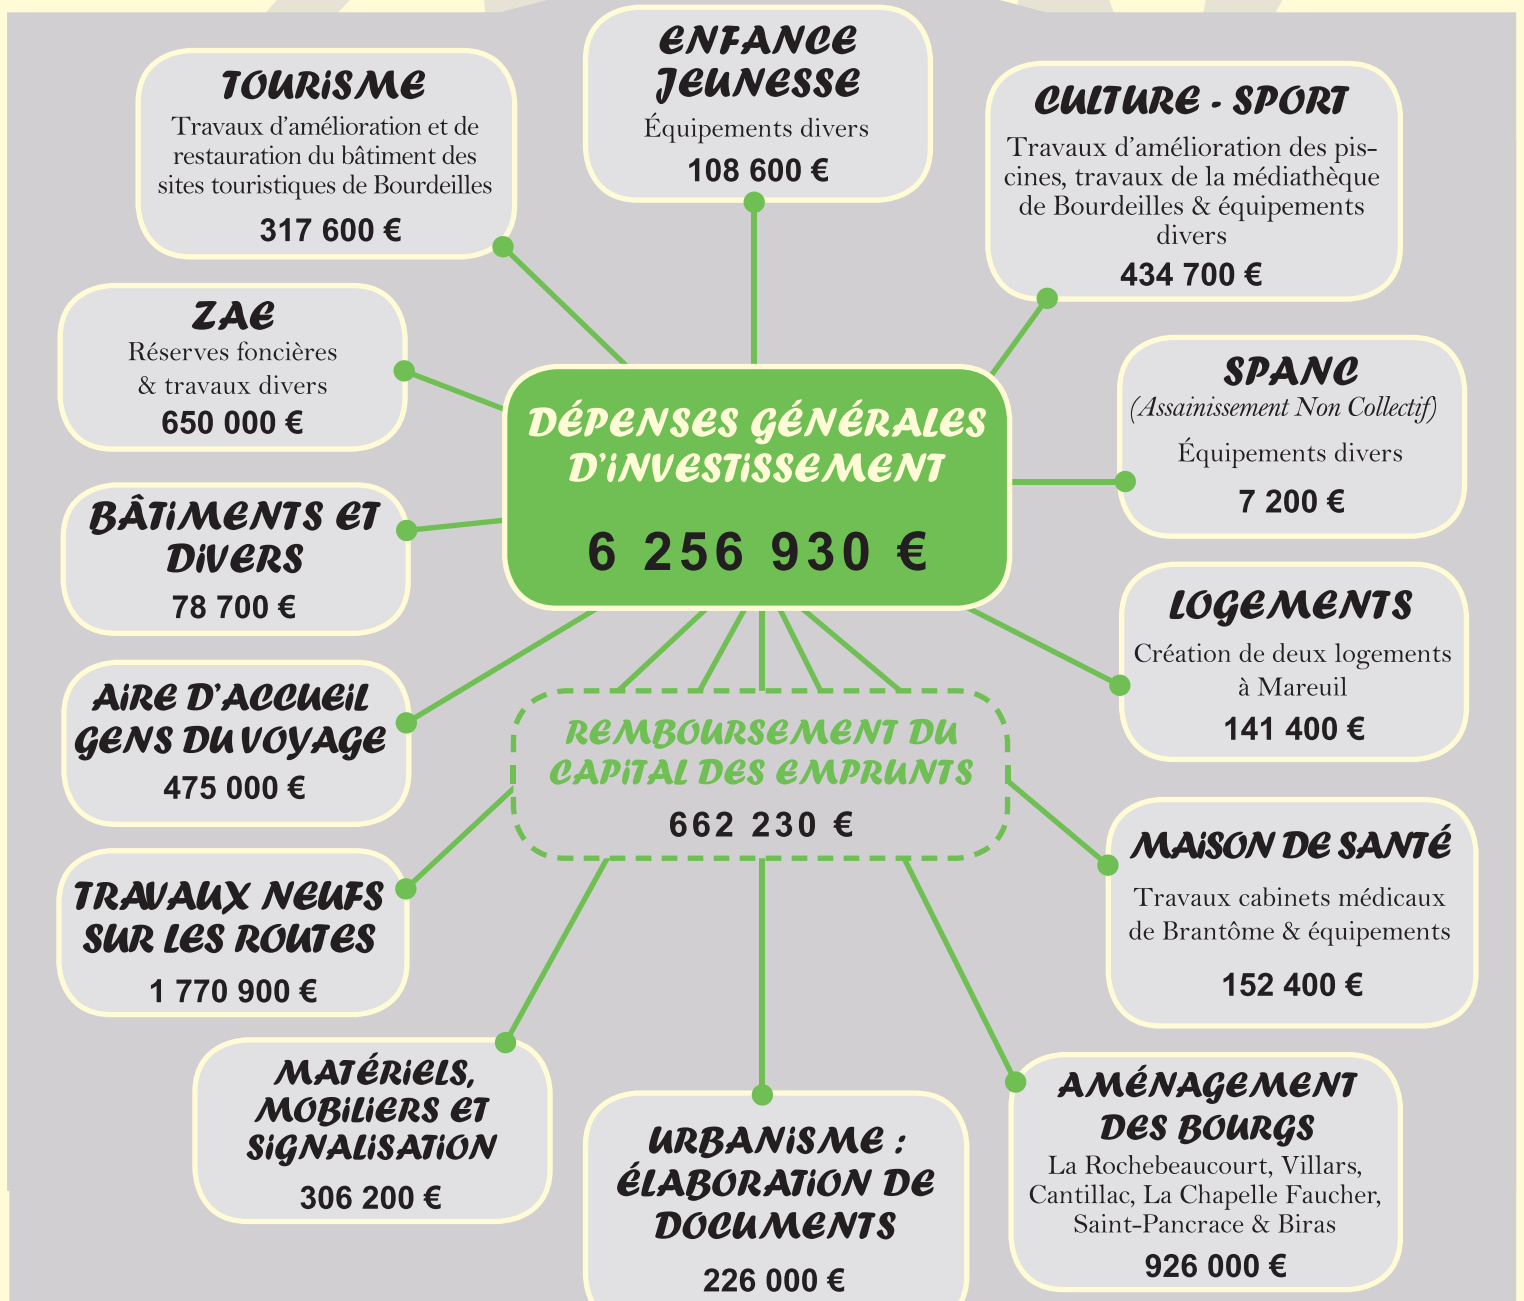 TOURiSME
Travaux d'amélioration et de
restauration du bâtiment des
sites touristiques de Bourdeilles
317 600 €
ENFANCE
JEUNESSE
Équipements divers
108 600 €
CULTURE - SPORT
Travaux d'amélioration des pis-
cines, travaux de la médiathèque
de Bourdeilles & équipements
divers
434 700 €
ZAE
Réserves foncières
& travaux divers
650 000 €
DÉPENSES GÉNÉRALES
D'iNVESTiSSEMENT
6 256 930 €
SPANC
(Assainissement Non Collectif)
Équipements divers
7 200 €
BÂTiMENTS ET
DiVERS
78 700 €
LOGEMENTS
Création de deux logements
à Mareuil
141 400 €
AiRE D'ACCUEiL
GENS DU VOYAGE
475 000 €
REMBOURSEMENT DU
CAPiTAL DES EMPRUNTS
662 230 €
MAiSON DE SANTÉ
Travaux cabinets médicaux
de Brantôme & équipements
152 400 €
TRAVAUX NEUFS
SUR LES ROUTES
1 770 900 €
MATÉRiELS,
MOBiLiERS ET
SiGNALiSATiON
306 200 €
URBANiSME :
ÉLABORATiON DE
DOCUMENTS
226 000 €
AMÉNAGEMENT
DES BOURGS
La Rochebeaucourt, Villars,
Cantillac, La Chapelle Faucher,
Saint-Pancrace & Biras
926 000 €